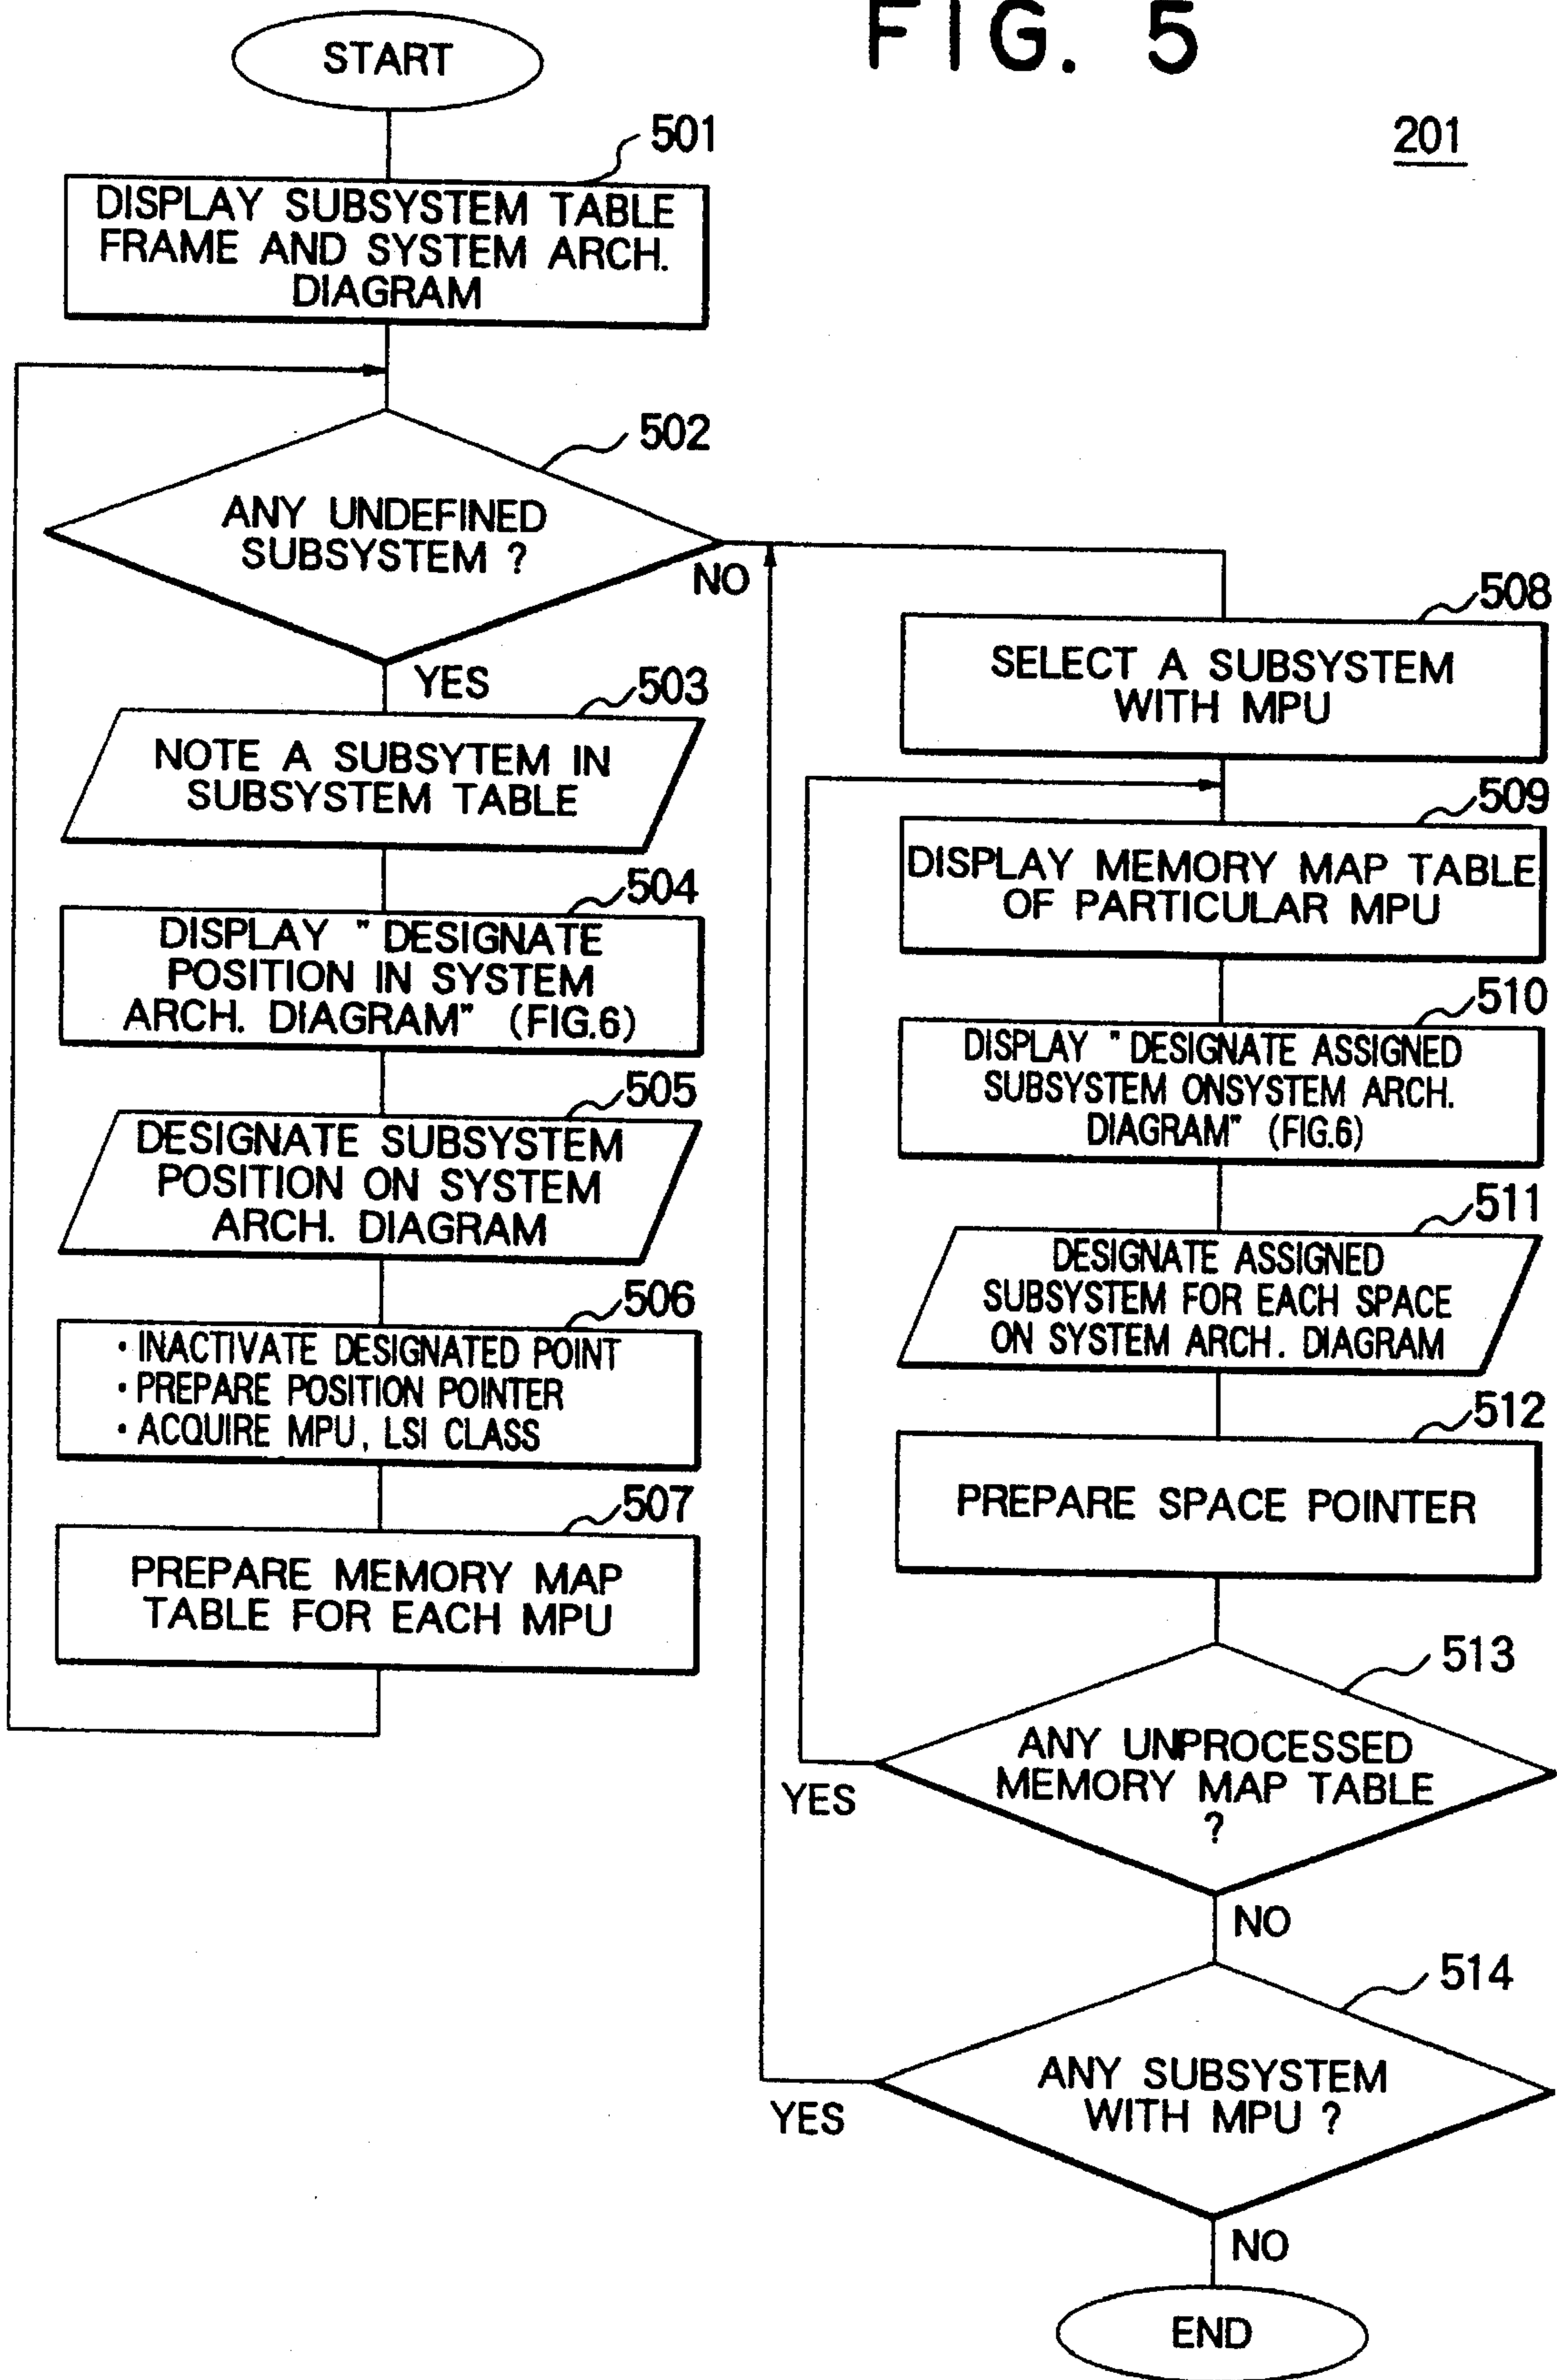 FIG. 5
201
START
501
DISPLAY SUBSYSTEM TABLE
FRAME AND SYSTEM ARCH.
DIAGRAM
502
ANY UNDEFINED
SUBSYSTEM ?
NO
YES
503
NOTE A SUBSYTEM IN
SUBSYSTEM TABLE
504
DISPLAY " DESIGNATE
POSITION IN SYSTEM
ARCH. DIAGRAM" (FIG.6)
505
DESIGNATE SUBSYSTEM
POSITION ON SYSTEM
ARCH. DIAGRAM
506
· INACTIVATE DESIGNATED POINT
· PREPARE POSITION POINTER
· ACQUIRE MPU, LSI CLASS
507
PREPARE MEMORY MAP
TABLE FOR EACH MPU
508
SELECT A SUBSYSTEM
WITH MPU
509
DISPLAY MEMORY MAP TABLE
OF PARTICULAR MPU
510
DISPLAY " DESIGNATE ASSIGNED
SUBSYSTEM ONSYSTEM ARCH.
DIAGRAM" (FIG.6)
511
DESIGNATE ASSIGNED
SUBSYSTEM FOR EACH SPACE
ON SYSTEM ARCH. DIAGRAM
512
PREPARE SPACE POINTER
513
ANY UNPROCESSED
MEMORY MAP TABLE
?
YES
NO
514
ANY SUBSYSTEM
WITH MPU ?
YES
NO
END